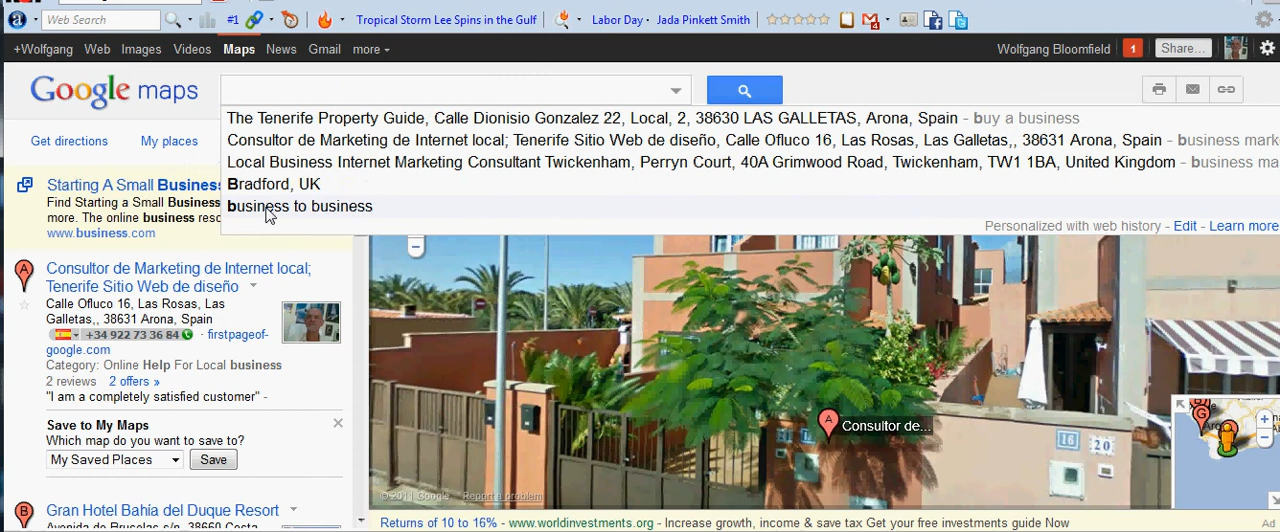 Web Search #1 Tropical Storm Lee Spins in the Gulf Labor Day - Jada Pinkett Smith 4
+Wolfgang Web Images Videos Maps News Gmail more Wolfgang Bloomfield 1 Share...
Google maps
Get directions My places
The Tenerife Property Guide, Calle Dionisio Gonzalez 22, Local, 2, 38630 LAS GALLETAS, Arona, Spain - buy a business
Consultor de Marketing de Internet local; Tenerife Sitio Web de diseño, Calle Ofluco 16, Las Rosas, Las Galletas,, 38631 Arona, Spain - business mark
Local Business Internet Marketing Consultant Twickenham, Perryn Court, 40A Grimwood Road, Twickenham, TW1 1BA, United Kingdom - business ma
Bradford, UK
business to business
Personalized with web history - Edit - Learn more
Starting A Small Business
Find Starting a Small Business
more. The online business reso
www.business.com
A
Consultor de Marketing de Internet local;
Tenerife Sitio Web de diseño
Calle Ofluco 16, Las Rosas, Las
Galletas,, 38631 Arona, Spain
+34 922 73 36 84 · firstpageof-
google.com
Category: Online Help For Local business
2 reviews 2 offers »
"I am a completely satisfied customer" -
Save to My Maps
Which map do you want to save to?
My Saved Places Save
B
Gran Hotel Bahía del Duque Resort
Avenida de Bruselas s/n, 38660 Costa
A Consultor de...
16 20
G
© 2011 Google Report a problem
Returns of 10 to 16% - www.worldinvestments.org - Increase growth, income & save tax Get your free investments guide Now Ad